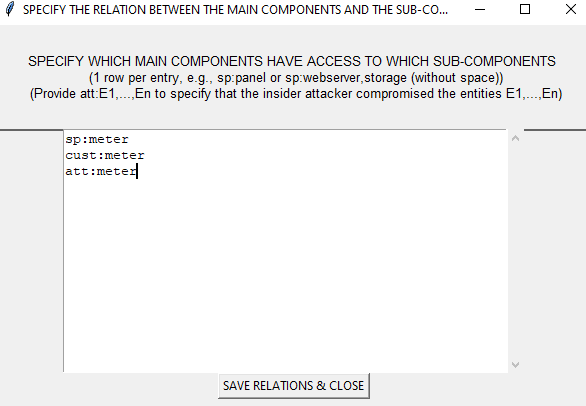 SPECIFY THE RELATION BETWEEN THE MAIN COMPONENTS AND THE SUB-CO...
SPECIFY WHICH MAIN COMPONENTS HAVE ACCESS TO WHICH SUB-COMPONENTS
(1 row per entry, e.g., sp:panel or sp:webserver,storage (without space))
(Provide att:E1,...,En to specify that the insider attacker compromised the entities E1,...,En)
sp:meter
cust:meter
att:meter
SAVE RELATIONS & CLOSE